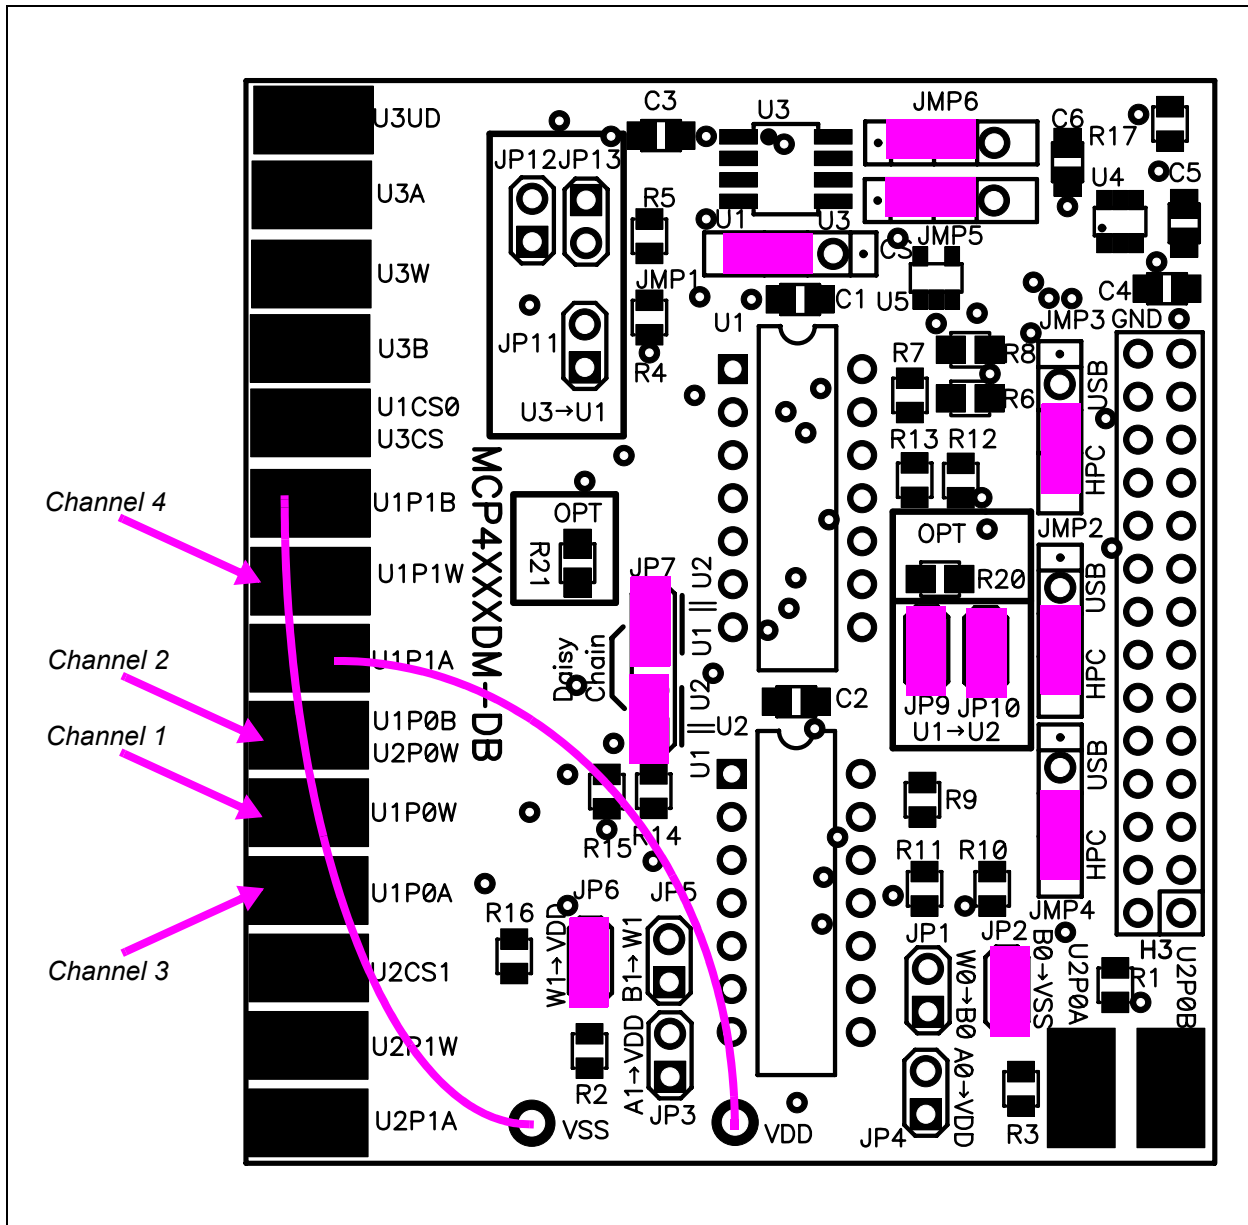 U3UD
C3
U3
JMP6
C6
R17
JP12
JP13
U3A
R5
U1
U3
U4
C5
CS
JMP5
U3W
JMP1
C1
U5
C4
U1
JMP3
GND
U3B
JP11
R4
R7
R8
USB
U3→U1
R6
U1CS0
U3CS
R13
R12
HPC
MCP4XXXDM-DB
Channel 4
U1P1B
OPT
JMP2
OPT
R21
U1P1W
JP7
U2
R20
USB
U1
Channel 2
U1P1A
Daisy
Chain
HPC
U2
C2
JP9
JP10
U1→U2
Channel 1
U1P0B
U2P0W
U1
U2
USB
U1P0W
R9
R15
R14
HPC
R11
R10
U1P0A
JP6
JP5
JMP4
R16
JP1
JP2
H3
Channel 3
U2CS1
W1→VDD
B1→W1
W0→B0
B0→VSS
U2P0A
R1
U2P0B
U2P1W
R2
A1→VDD
A0→VDD
JP3
R3
U2P1A
VSS
VDD
JP4